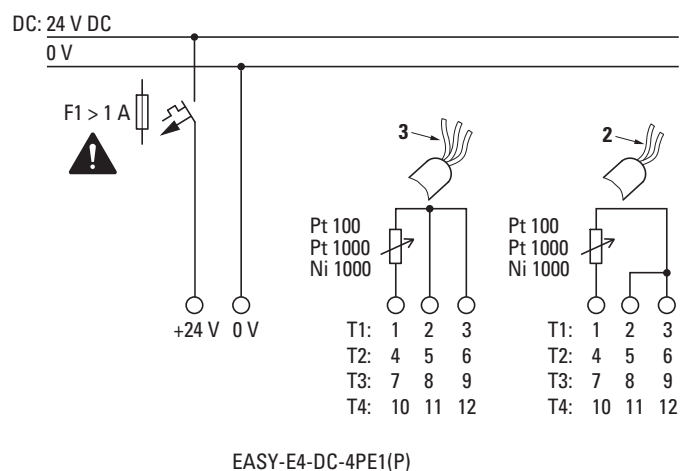 DC: 24 V DC
0 V
F1 > 1 A
3
2
Pt 100
Pt 1000
Ni 1000
Pt 100
Pt 1000
Ni 1000
+24 V 0 V
T1: 1 2 3
T2: 4 5 6
T3: 7 8 9
T4: 10 11 12
T1: 1 2 3
T2: 4 5 6
T3: 7 8 9
T4: 10 11 12
EASY-E4-DC-4PE1(P)